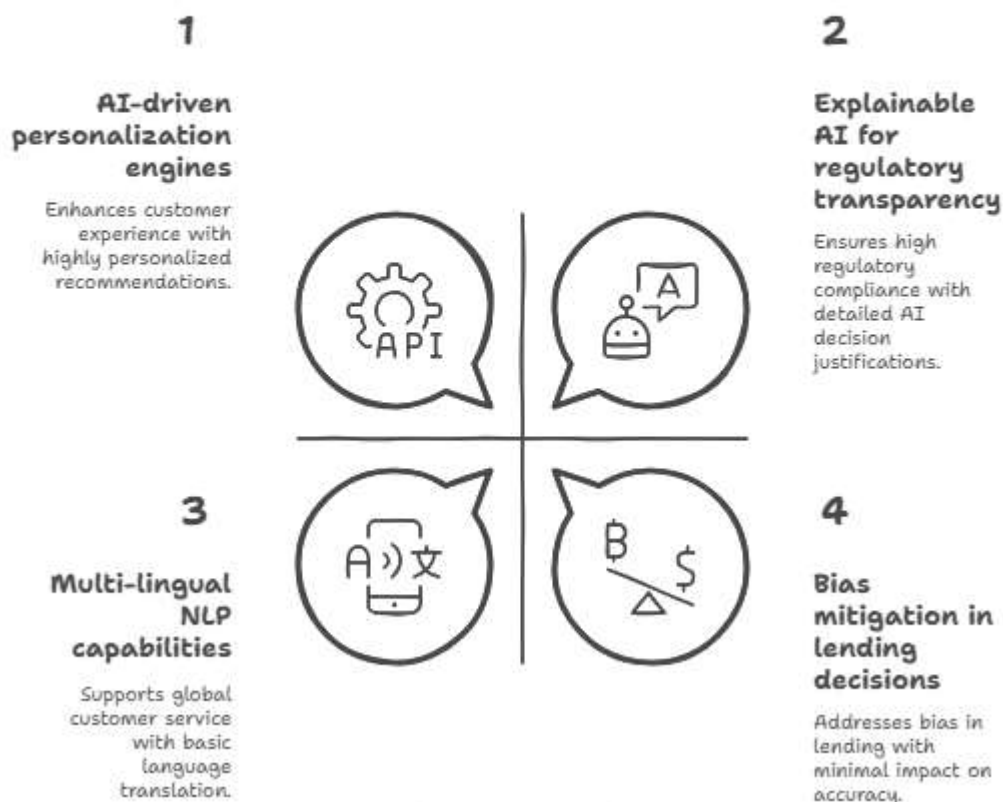 1
AI-driven
personalization
engines
Enhances customer
experience with
highly personalized
recommendations.
API
2
Explainable
AI for
regulatory
transparency
Ensures high
regulatory
compliance with
detailed AI
decision
justifications.
A
3
Multi-lingual
NLP
capabilities
Supports global
customer service
with basic
language
translation.
A 文
4
Bias
mitigation in
lending
decisions
Addresses bias in
lending with
minimal impact on
accuracy.
₿ $